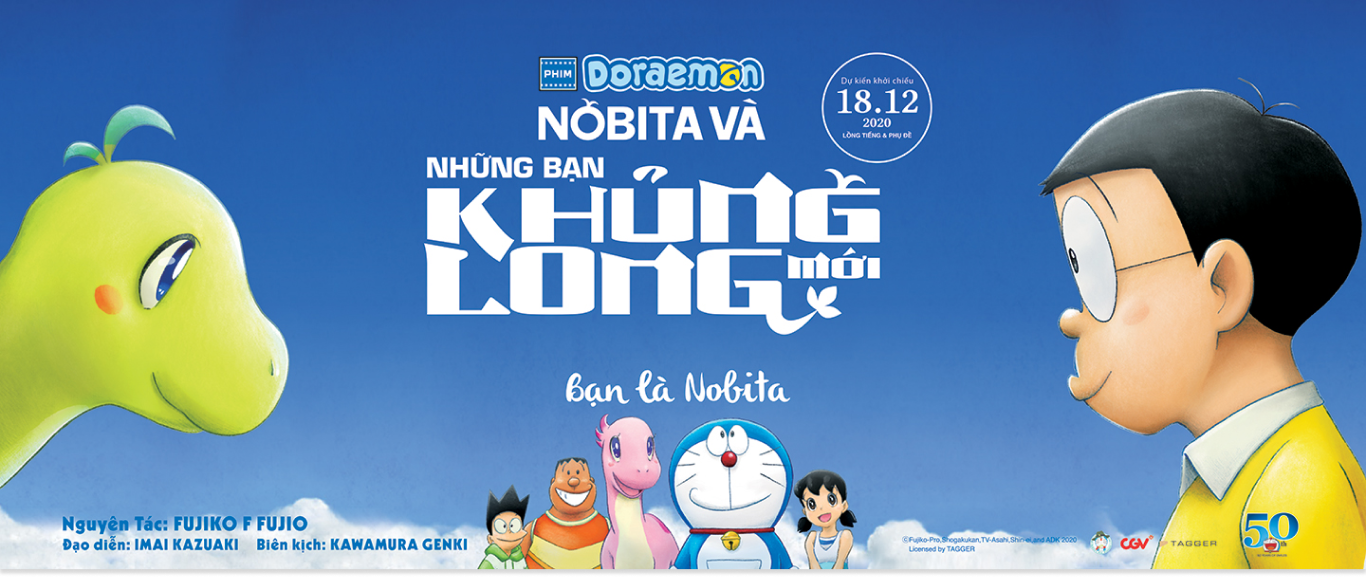 PHIM Doraemon
NOBITA VÀ
NHỮNG BẠN
KHỦNG
LONG MỚI
Dự kiến khởi chiếu
18.12
2020
LỒNG TIẾNG & PHỤ ĐỀ
Bạn là Nobita
Nguyên Tác: FUJIKO F FUJIO
Đạo diễn: IMAI KAZUAKI Biên kịch: KAWAMURA GENKI
©Fujiko-Pro,Shogakukan,TV-Asahi,Shin-ei,and ADK 2020
Licensed by TAGGER
CGV
TAGGER
50th